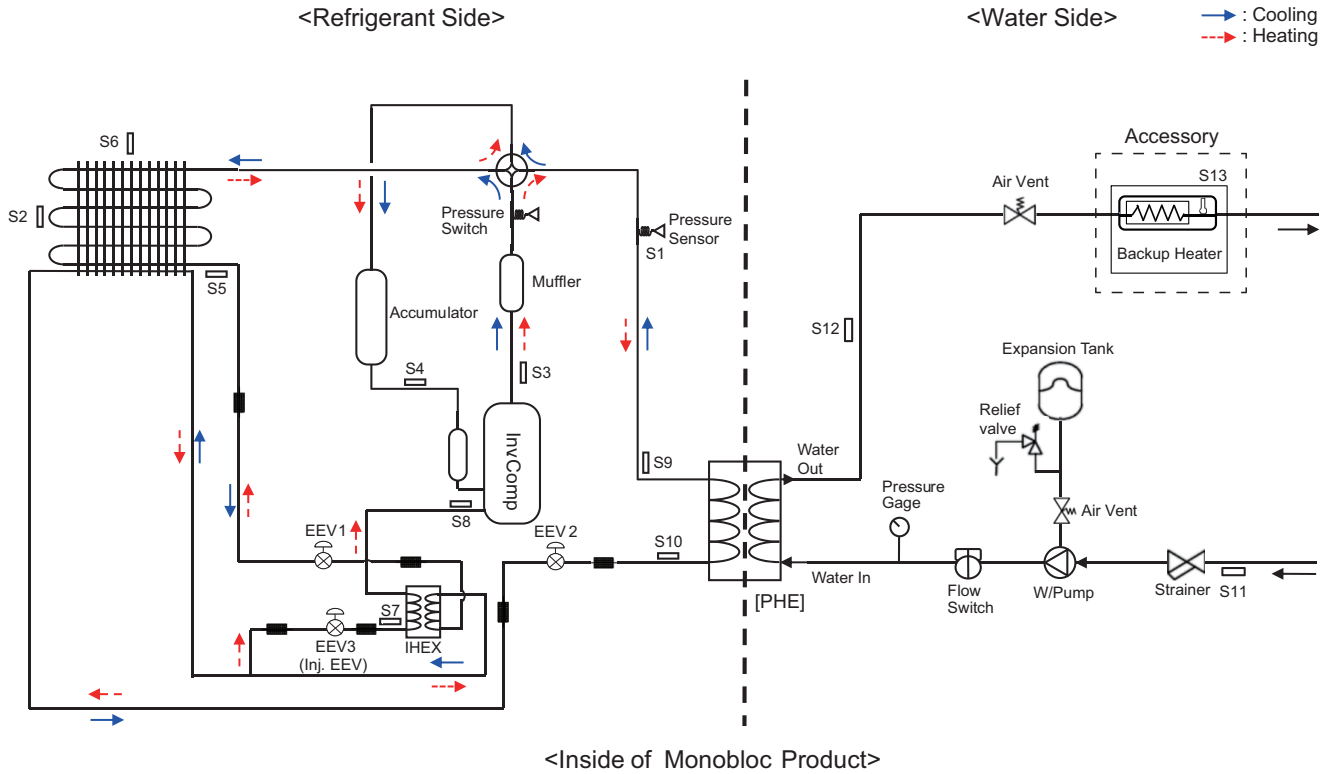 <Refrigerant Side>
<Water Side>
: Cooling
: Heating
S6
S2
S5
Pressure
Switch
Pressure
Sensor
S1
Muffler
Accumulator
S4
S3
InvComp
S8
S9
EEV1
EEV2
S10
S7
IHEX
EEV3
(Inj. EEV)
[PHE]
Water
Out
Water In
S12
Air Vent
Accessory
S13
Backup Heater
Expansion Tank
Relief
valve
Air Vent
Pressure
Gage
Flow
Switch
W/Pump
Strainer
S11
<Inside of Monobloc Product>